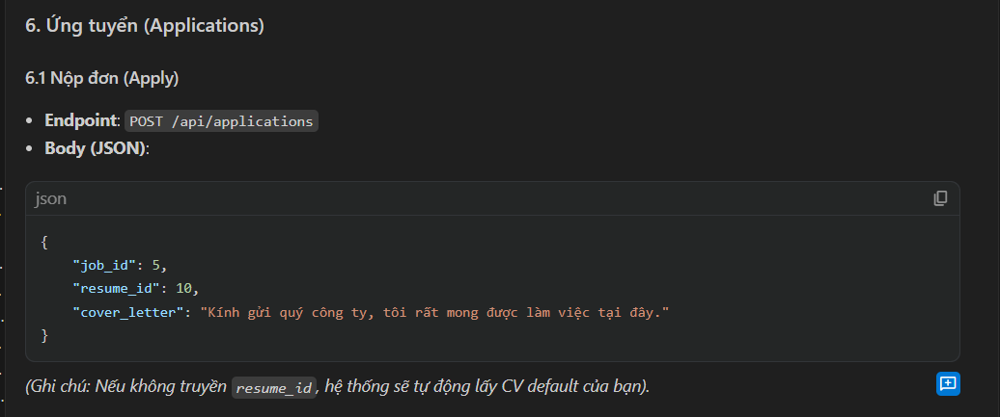 6. Ứng tuyển (Applications)
6.1 Nộp đơn (Apply)
• Endpoint: POST /api/applications
• Body (JSON):
json
{
    "job_id": 5,
    "resume_id": 10,
    "cover_letter": "Kính gửi quý công ty, tôi rất mong được làm việc tại đây."
}
(Ghi chú: Nếu không truyền resume_id, hệ thống sẽ tự động lấy CV default của bạn).